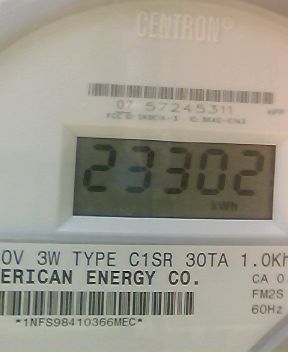 CENTRON®
07 57245311
23302
kWh
0V 3W TYPE C1SR 30TA 1.0Kh
ERICAN ENERGY CO.
CA 0.
FM2S
60Hz
*1NFS98410366MEC*